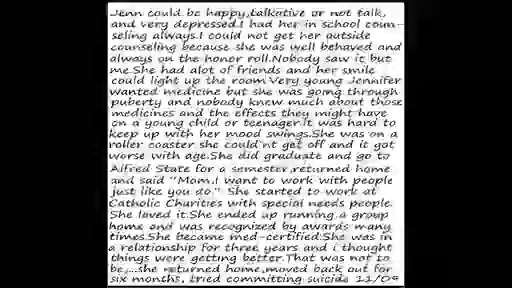 Jenn could be happy,talkative or not talk,
and very depressed.I had her in school coun-
seling always.I could not get her outside
counseling because she was well behaved and
always on the honor roll.Nobody saw it but
me.She had alot of friends and her smile
could light up the room.Very young Jennifer
wanted medicine but she was going through
puberty and nobody knew much about those
medicines and the effects they might have
on a young child or teenager.It was hard to
keep up with her mood swings.She was on a
roller coaster she could'nt get off and it got
worse with age.She did graduate and go to
Alfred State for a semester,returned home
and said "Mom,i want to work with people
just like you do." She started to work at
Catholic Charities with special needs people.
She loved it.She ended up running a group
home and was recognized by awards many
times.She became med-certified.She was in
a relationship for three years and i thought
things were getting better.That was not to
be,...she returned home,moved back out for
six months, tried committing suicide 11/09